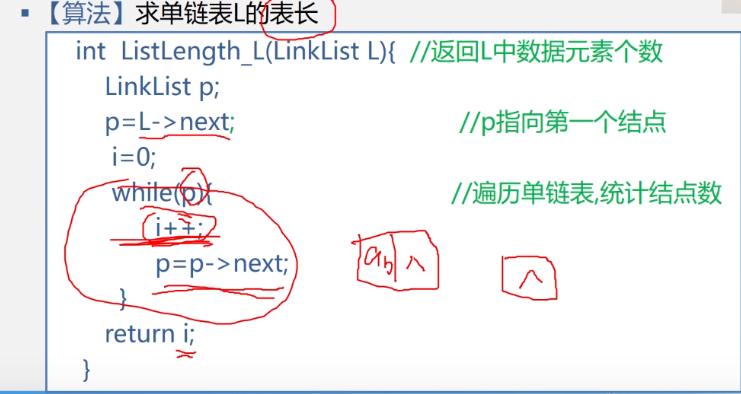 ▪ 【算法】求单链表L的表长
int ListLength_L(LinkList L){ //返回L中数据元素个数
LinkList p;
p=L->next; //p指向第一个结点
i=0;
while(p){ //遍历单链表,统计结点数
i++;
p=p->next;
}
return i;
}
an ∧
∧